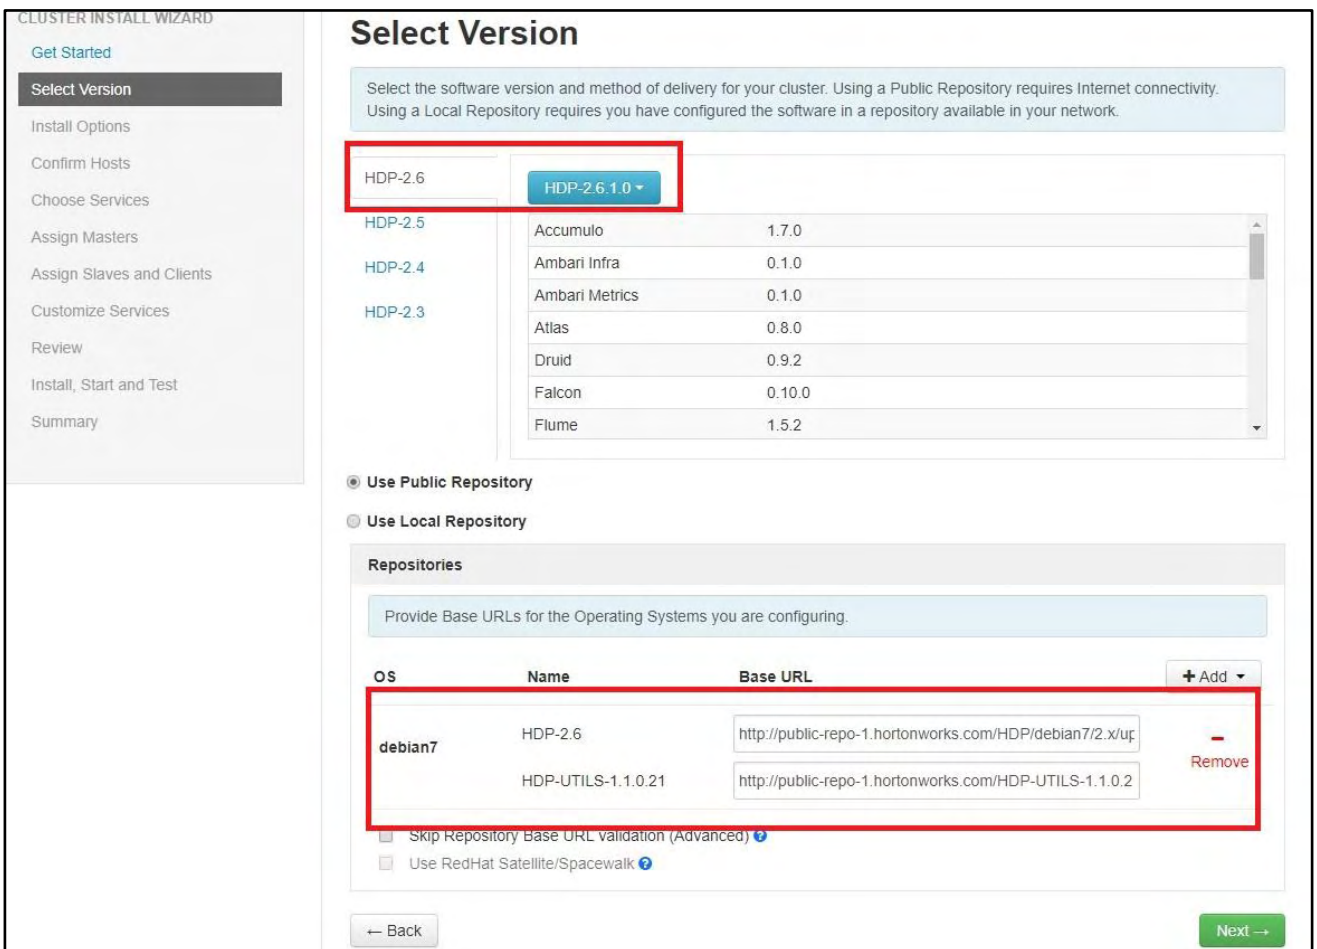 CLUSTER INSTALL WIZARD
Get Started
Select Version
Install Options
Confirm Hosts
Choose Services
Assign Masters
Assign Slaves and Clients
Customize Services
Review
Install, Start and Test
Summary
Select Version
Select the software version and method of delivery for your cluster. Using a Public Repository requires Internet connectivity.
Using a Local Repository requires you have configured the software in a repository available in your network.
HDP-2.6
HDP-2.5
HDP-2.4
HDP-2.3
HDP-2.6.1.0
Accumulo 1.7.0
Ambari Infra 0.1.0
Ambari Metrics 0.1.0
Atlas 0.8.0
Druid 0.9.2
Falcon 0.10.0
Flume 1.5.2
Use Public Repository
Use Local Repository
Repositories
Provide Base URLs for the Operating Systems you are configuring.
OS Name Base URL + Add
debian7
HDP-2.6 http://public-repo-1.hortonworks.com/HDP/debian7/2.x/up
HDP-UTILS-1.1.0.21 http://public-repo-1.hortonworks.com/HDP-UTILS-1.1.0.2
Remove
Skip Repository Base URL validation (Advanced) ?
Use RedHat Satellite/Spacewalk ?
← Back
Next →